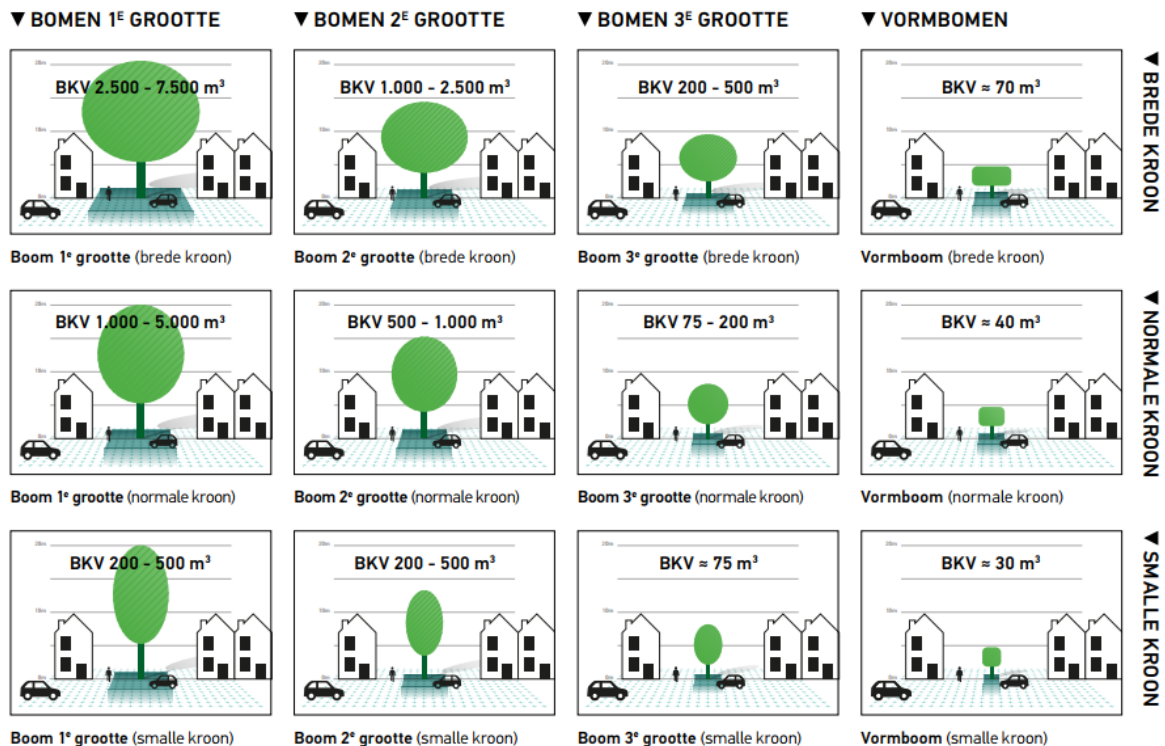 ▼ BOMEN 1ᴱ GROOTTE
▼ BOMEN 2ᴱ GROOTTE
▼ BOMEN 3ᴱ GROOTTE
▼ VORMBOMEN
BKV 2.500 - 7.500 m³
BKV 1.000 - 2.500 m³
BKV 200 - 500 m³
BKV ≈ 70 m³
▼ BREDE KROON
Boom 1ᵉ grootte (brede kroon)
Boom 2ᵉ grootte (brede kroon)
Boom 3ᵉ grootte (brede kroon)
Vormboom (brede kroon)
BKV 1.000 - 5.000 m³
BKV 500 - 1.000 m³
BKV 75 - 200 m³
BKV ≈ 40 m³
▼ NORMALE KROON
Boom 1ᵉ grootte (normale kroon)
Boom 2ᵉ grootte (normale kroon)
Boom 3ᵉ grootte (normale kroon)
Vormboom (normale kroon)
BKV 200 - 500 m³
BKV 200 - 500 m³
BKV ≈ 75 m³
BKV ≈ 30 m³
▼ SMALLE KROON
Boom 1ᵉ grootte (smalle kroon)
Boom 2ᵉ grootte (smalle kroon)
Boom 3ᵉ grootte (smalle kroon)
Vormboom (smalle kroon)